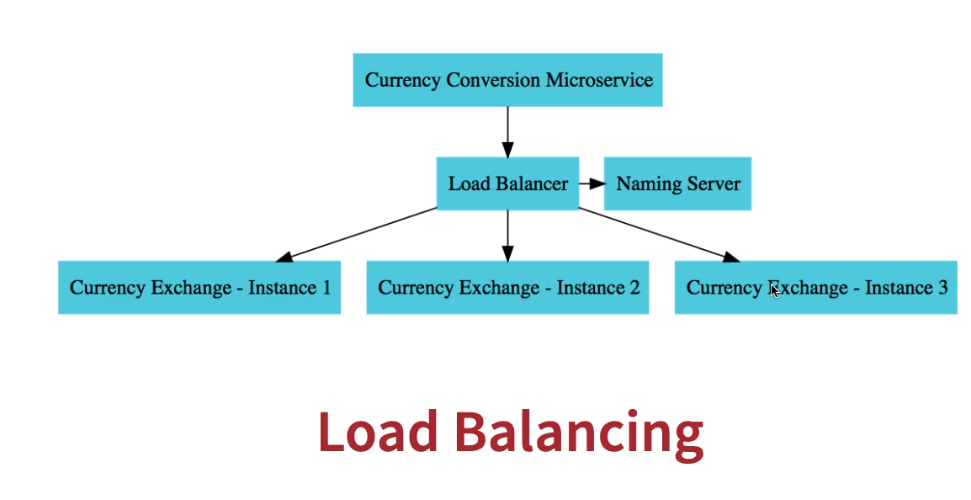 Currency Conversion Microservice
Load Balancer
Naming Server
Currency Exchange - Instance 1
Currency Exchange - Instance 2
Currency Exchange - Instance 3
Load Balancing